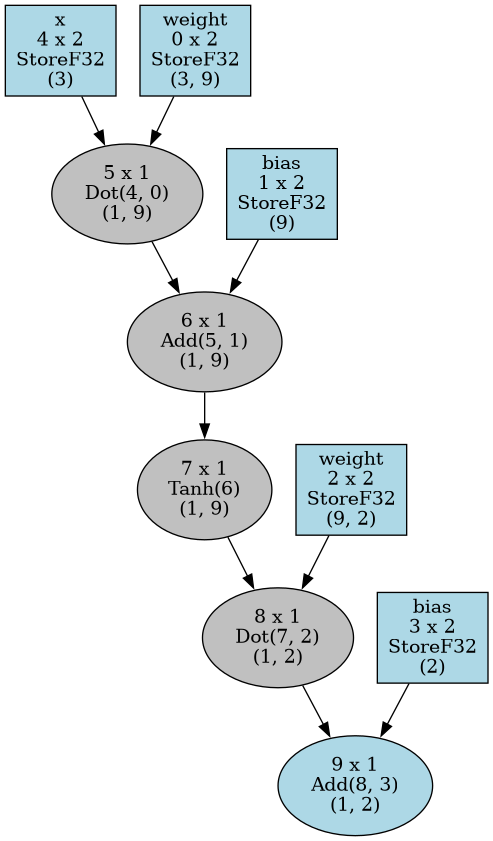 x
4 x 2
StoreF32
(3)
weight
0 x 2
StoreF32
(3, 9)
5 x 1
Dot(4, 0)
(1, 9)
bias
1 x 2
StoreF32
(9)
6 x 1
Add(5, 1)
(1, 9)
7 x 1
Tanh(6)
(1, 9)
weight
2 x 2
StoreF32
(9, 2)
8 x 1
Dot(7, 2)
(1, 2)
bias
3 x 2
StoreF32
(2)
9 x 1
Add(8, 3)
(1, 2)